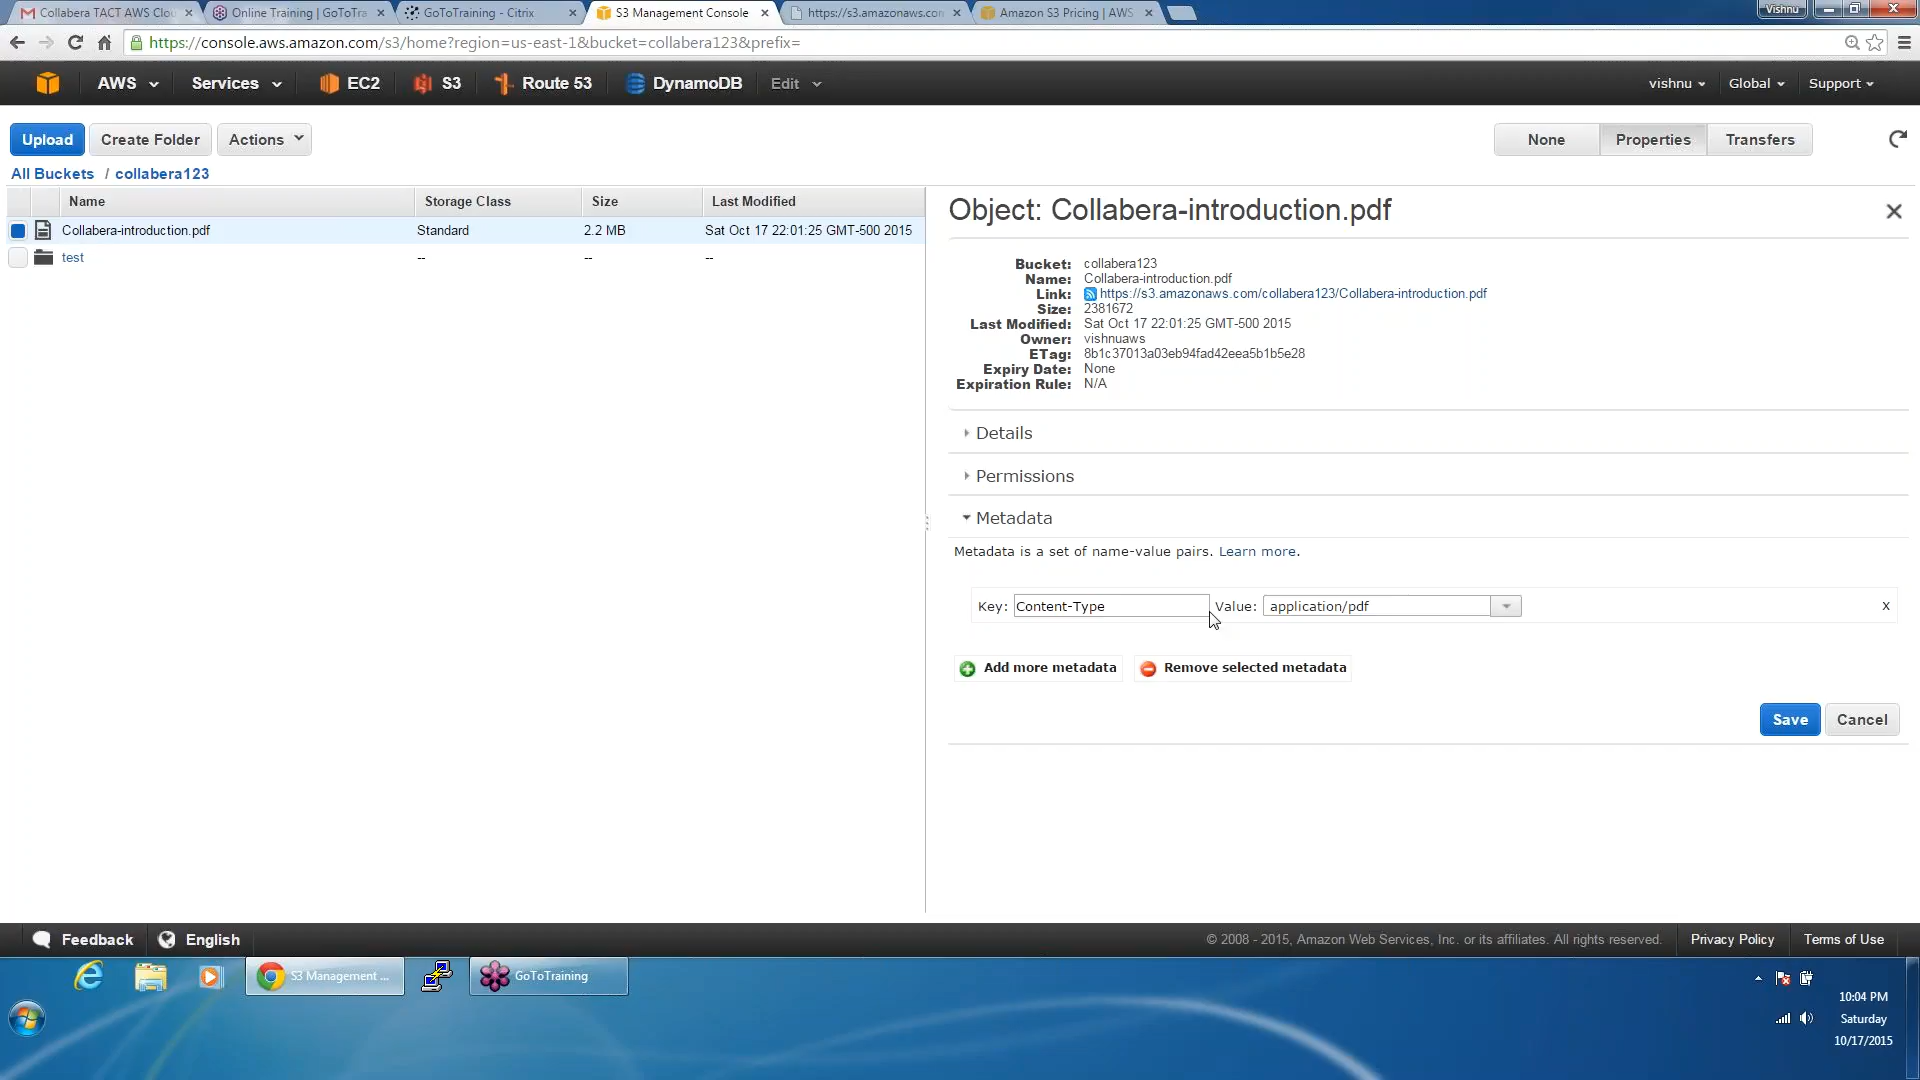 Collabera TACT AWS Clou
Online Training | GoToTra
GoToTraining - Citrix
S3 Management Console
https://s3.amazonaws.com
Amazon S3 Pricing | AWS
Vishnu
https://console.aws.amazon.com/s3/home?region=us-east-1&bucket=collabera123&prefix=
AWS Services EC2 S3 Route 53 DynamoDB Edit vishnu Global Support
Upload Create Folder Actions None Properties Transfers
All Buckets / collabera123
Name Storage Class Size Last Modified
Collabera-introduction.pdf Standard 2.2 MB Sat Oct 17 22:01:25 GMT-500 2015
test -- -- --
Object: Collabera-introduction.pdf
Bucket: collabera123
Name: Collabera-introduction.pdf
Link: https://s3.amazonaws.com/collabera123/Collabera-introduction.pdf
Size: 2381672
Last Modified: Sat Oct 17 22:01:25 GMT-500 2015
Owner: vishnuaws
ETag: 8b1c37013a03eb94fad42eea5b1b5e28
Expiry Date: None
Expiration Rule: N/A
Details
Permissions
Metadata
Metadata is a set of name-value pairs. Learn more.
Key: Content-Type Value: application/pdf x
Add more metadata Remove selected metadata
Save Cancel
Feedback English © 2008 - 2015, Amazon Web Services, Inc. or its affiliates. All rights reserved. Privacy Policy Terms of Use
S3 Management ... GoToTraining
10:04 PM
Saturday
10/17/2015